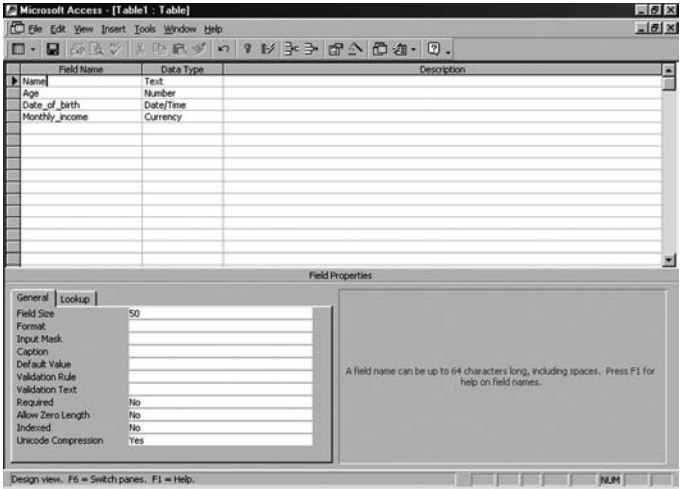 Microsoft Access - [Table1 : Table]
File Edit View Insert Tools Window Help
Field Name Data Type Description
Name Text
Age Number
Date_of_birth Date/Time
Monthly_income Currency
Field Properties
General Lookup
Field Size 50
Format
Input Mask
Caption
Default Value
Validation Rule
Validation Text
Required No
Allow Zero Length No
Indexed No
Unicode Compression Yes
A field name can be up to 64 characters long, including spaces. Press F1 for
help on field names.
Design view. F6 = Switch panes. F1 = Help. NUM